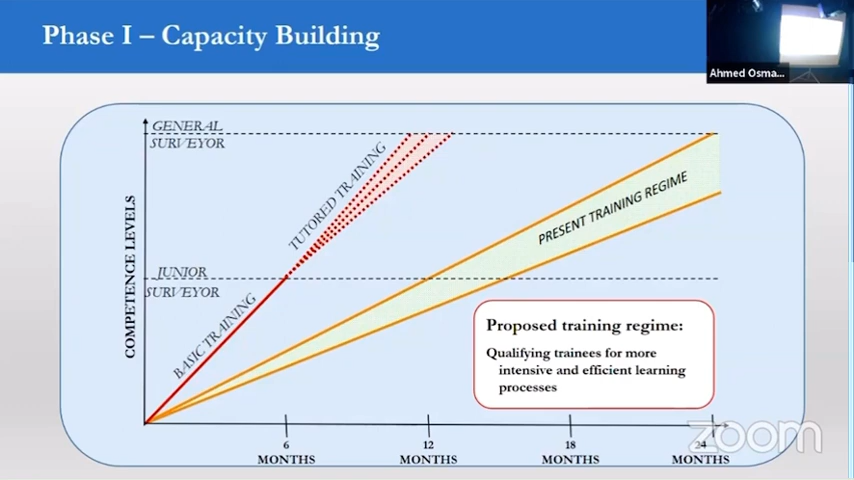 Phase I – Capacity Building
Ahmed Osma...
GENERAL
SURVEYOR
TUTORED TRAINING
PRESENT TRAINING REGIME
COMPETENCE LEVELS
JUNIOR
SURVEYOR
BASIC TRAINING
Proposed training regime:
Qualifying trainees for more
intensive and efficient learning
processes
6
MONTHS
12
MONTHS
18
MONTHS
24
MONTHS
zoom